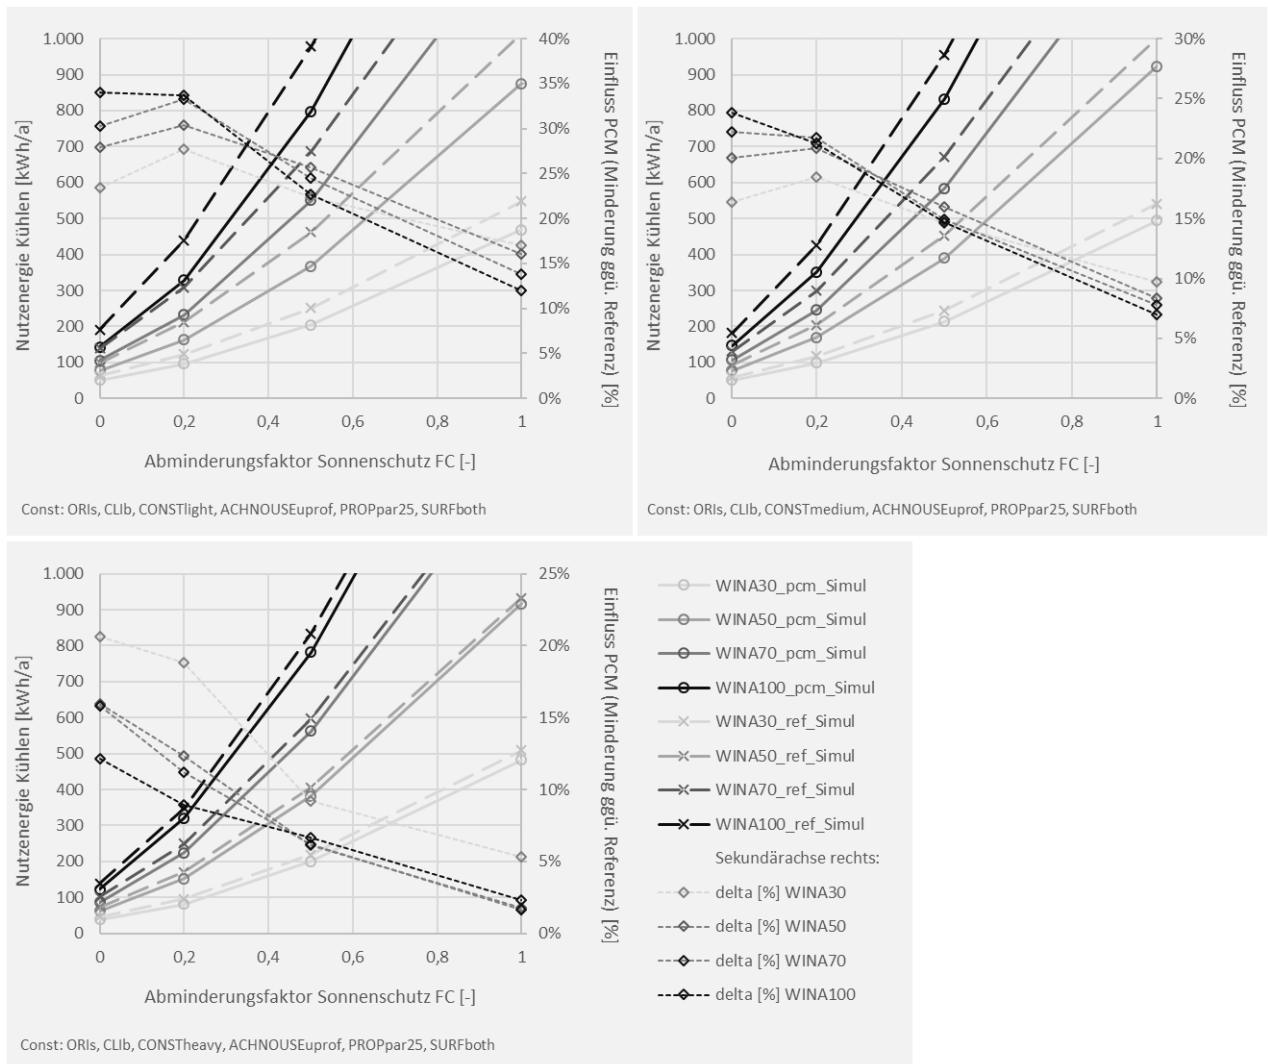 1.000
900
800
700
600
500
400
300
200
100
0
Nutzenergie Kühlen [kWh/a]
40%
35%
30%
25%
20%
15%
10%
5%
0%
Einfluss PCM (Minderung ggü. Referenz) [%]
0 0,2 0,4 0,6 0,8 1
Abminderungsfaktor Sonnenschutz FC [-]
Const: ORIs, CLIb, CONSTlight, ACHNOUSEuprof, PROPpar25, SURFboth
1.000
900
800
700
600
500
400
300
200
100
0
Nutzenergie Kühlen [kWh/a]
30%
25%
20%
15%
10%
5%
0%
Einfluss PCM (Minderung ggü. Referenz) [%]
0 0,2 0,4 0,6 0,8 1
Abminderungsfaktor Sonnenschutz FC [-]
Const: ORIs, CLIb, CONSTmedium, ACHNOUSEuprof, PROPpar25, SURFboth
1.000
900
800
700
600
500
400
300
200
100
0
Nutzenergie Kühlen [kWh/a]
25%
20%
15%
10%
5%
0%
Einfluss PCM (Minderung ggü. Referenz) [%]
0 0,2 0,4 0,6 0,8 1
Abminderungsfaktor Sonnenschutz FC [-]
Const: ORIs, CLIb, CONSTheavy, ACHNOUSEuprof, PROPpar25, SURFboth
WINA30_pcm_Simul
WINA50_pcm_Simul
WINA70_pcm_Simul
WINA100_pcm_Simul
WINA30_ref_Simul
WINA50_ref_Simul
WINA70_ref_Simul
WINA100_ref_Simul
Sekundärachse rechts:
delta [%] WINA30
delta [%] WINA50
delta [%] WINA70
delta [%] WINA100